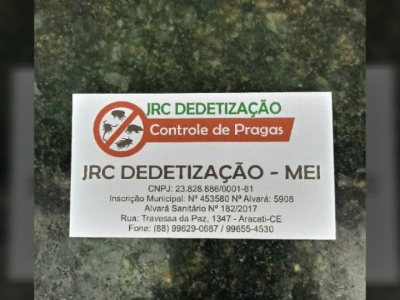 JRC DEDETIZAÇÃO
Controle de Pragas
JRC DEDETIZAÇÃO - MEI
CNPJ: 23.828.886/0001-61
Inscrição Municipal: Nº 453580 Nº Alvará: 5908
Alvará Sanitário Nº 182/2017
Rua: Travessa da Paz, 1347 - Aracati-CE
Fone: (88) 99629-0687 / 99655-4530